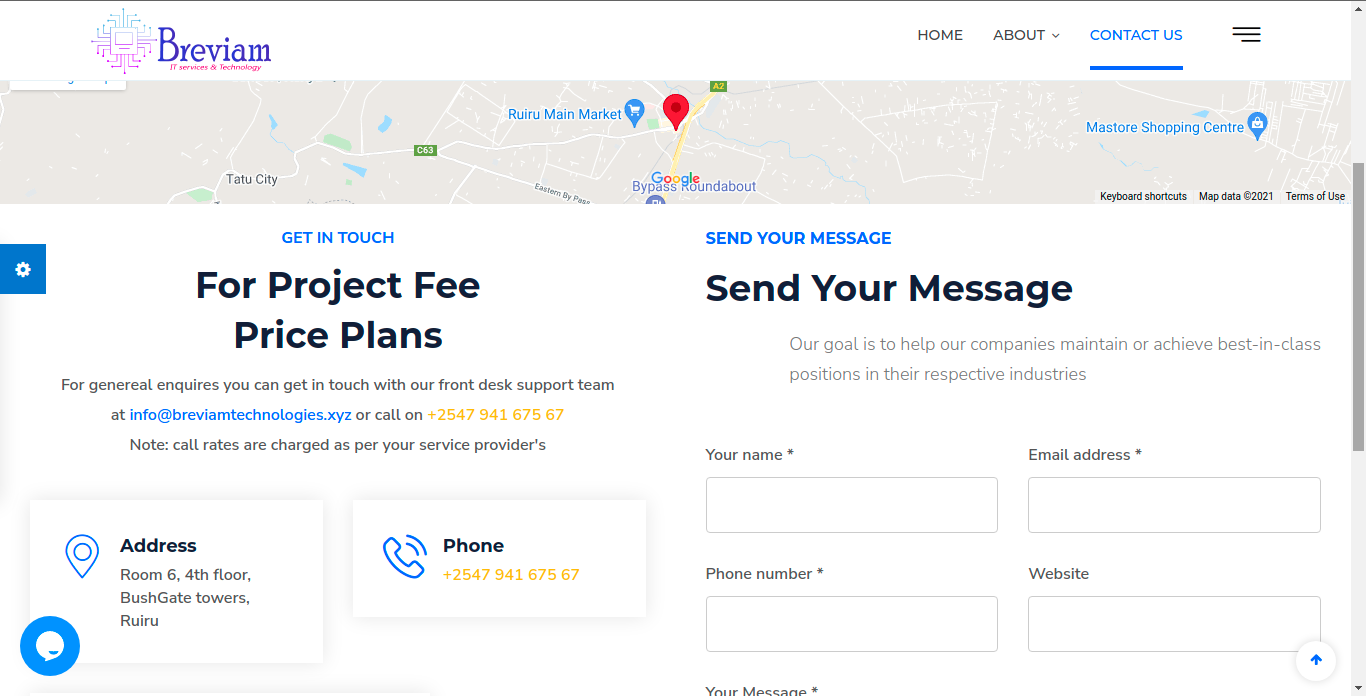 Breviam
IT services & Technology
HOME
ABOUT
CONTACT US
A2
Ruiru Main Market
Mastore Shopping Centre
C63
Tatu City
Google
Eastern By Pass
Bypass Roundabout
Keyboard shortcuts
Map data ©2021
Terms of Use
GET IN TOUCH
For Project Fee
Price Plans
For genereal enquires you can get in touch with our front desk support team
at info@breviamtechnologies.xyz or call on +2547 941 675 67
Note: call rates are charged as per your service provider's
Address
Room 6, 4th floor,
BushGate towers,
Ruiru
Phone
+2547 941 675 67
SEND YOUR MESSAGE
Send Your Message
Our goal is to help our companies maintain or achieve best-in-class
positions in their respective industries
Your name *
Email address *
Phone number *
Website
Your Message *